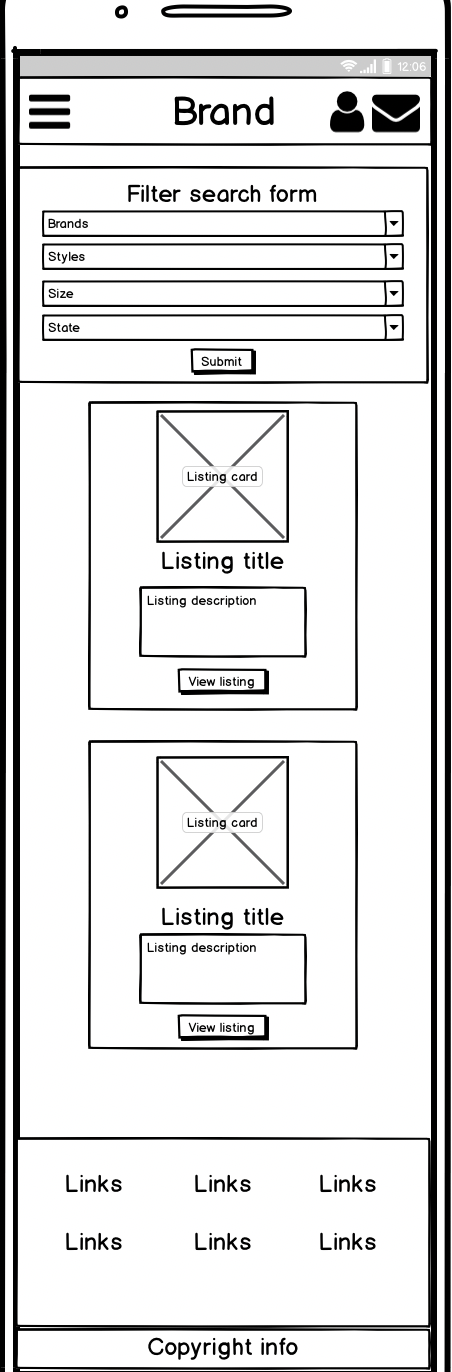 12:06
Brand
Filter search form
Brands
Styles
Size
State
Submit
Listing card
Listing title
Listing description
View listing
Listing card
Listing title
Listing description
View listing
Links Links Links
Links Links Links
Copyright info